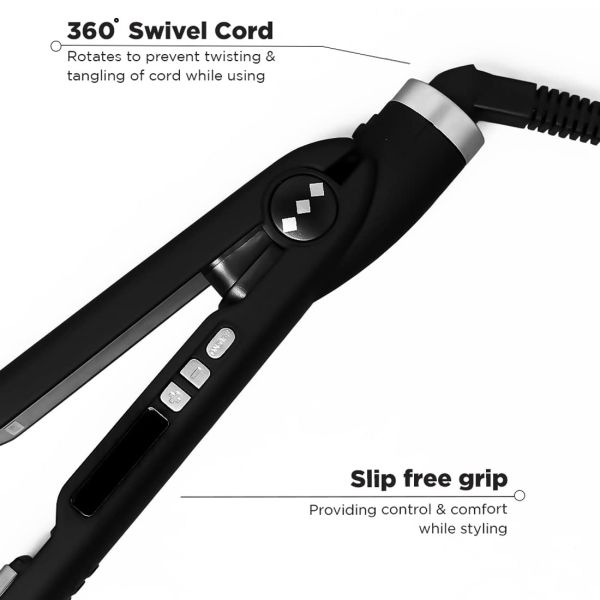 360° Swivel Cord
Rotates to prevent twisting &
tangling of cord while using
Slip free grip
Providing control & comfort
while styling